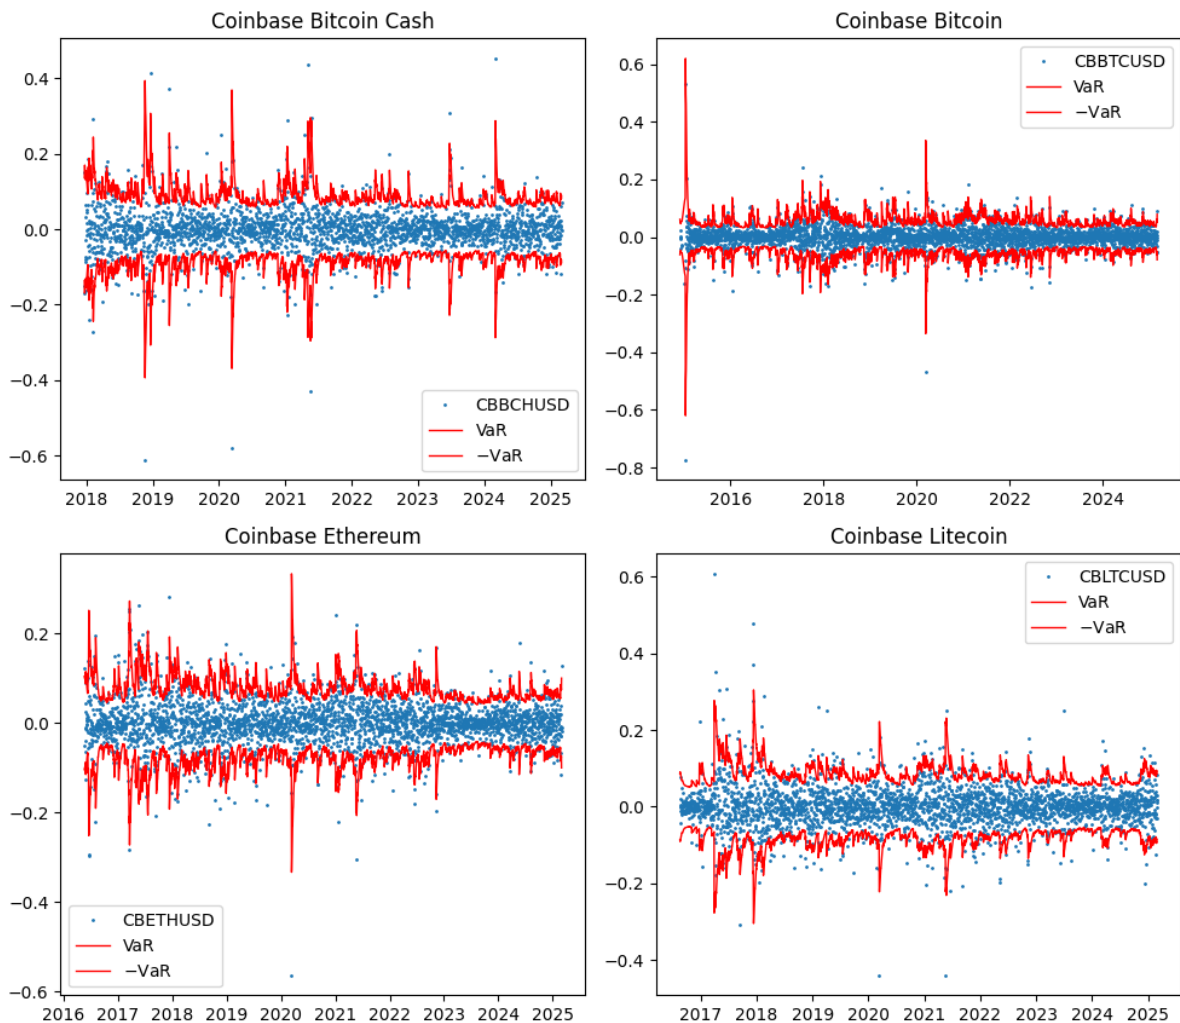 Coinbase Bitcoin Cash
0.4
0.2
0.0
−0.2
−0.4
−0.6
CBBCHUSD
VaR
−VaR
2018 2019 2020 2021 2022 2023 2024 2025
Coinbase Bitcoin
0.6
0.4
0.2
0.0
−0.2
−0.4
−0.6
−0.8
CBBTCUSD
VaR
−VaR
2016 2018 2020 2022 2024
Coinbase Ethereum
0.2
0.0
−0.2
−0.4
−0.6
CBETHUSD
VaR
−VaR
2016 2017 2018 2019 2020 2021 2022 2023 2024 2025
Coinbase Litecoin
0.6
0.4
0.2
0.0
−0.2
−0.4
CBLTCUSD
VaR
−VaR
2017 2018 2019 2020 2021 2022 2023 2024 2025